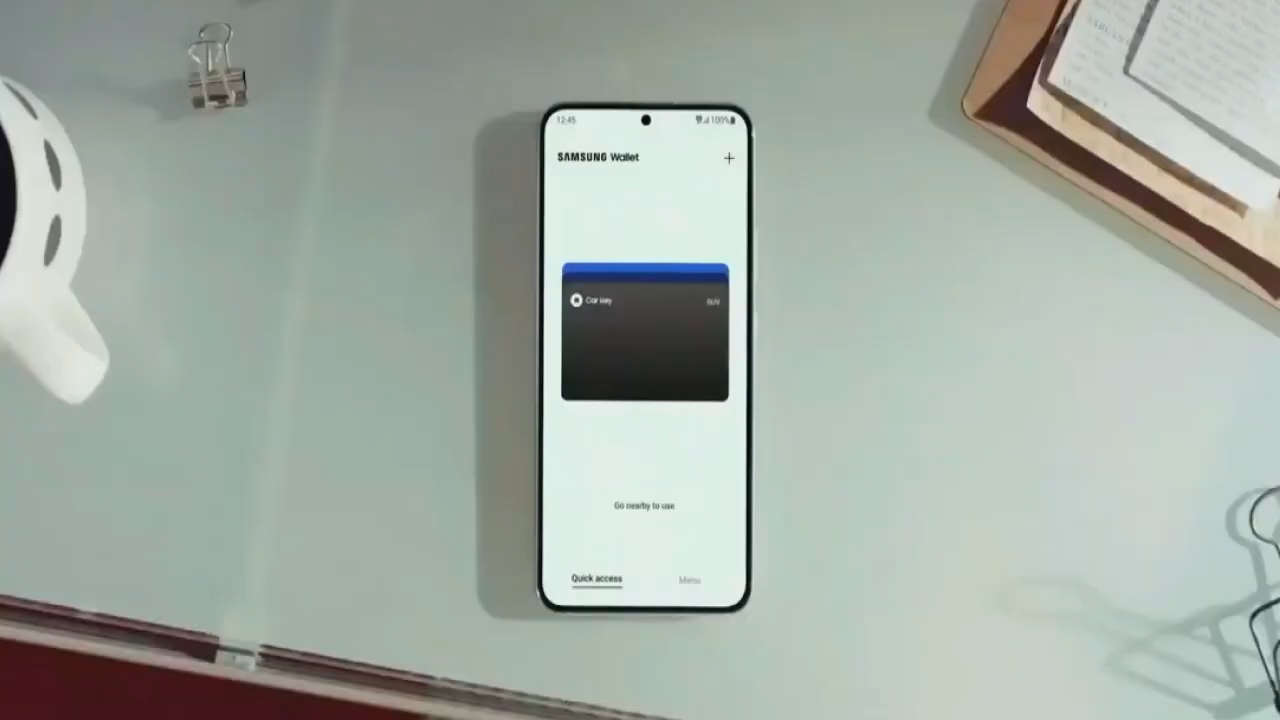 12:45
100%
SAMSUNG Wallet
+
Car key
SUV
Go nearby to use
Quick access
Menu